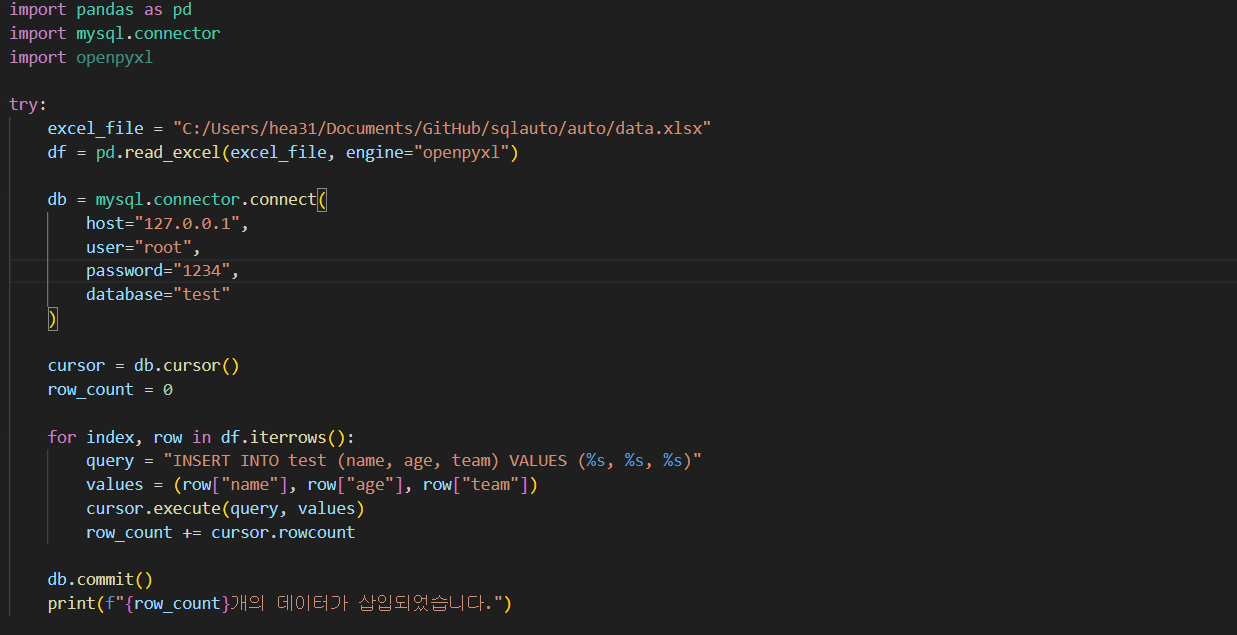 import pandas as pd
import mysql.connector
import openpyxl
try:
excel_file = "C:/Users/hea31/Documents/GitHub/sqlauto/auto/data.xlsx"
df = pd.read_excel(excel_file, engine="openpyxl")
db = mysql.connector.connect(
host="127.0.0.1",
user="root",
password="1234",
database="test"
)
cursor = db.cursor()
row_count = 0
for index, row in df.iterrows():
query = "INSERT INTO test (name, age, team) VALUES (%s, %s, %s)"
values = (row["name"], row["age"], row["team"])
cursor.execute(query, values)
row_count += cursor.rowcount
db.commit()
print(f"{row_count}개의 데이터가 삽입되었습니다.")